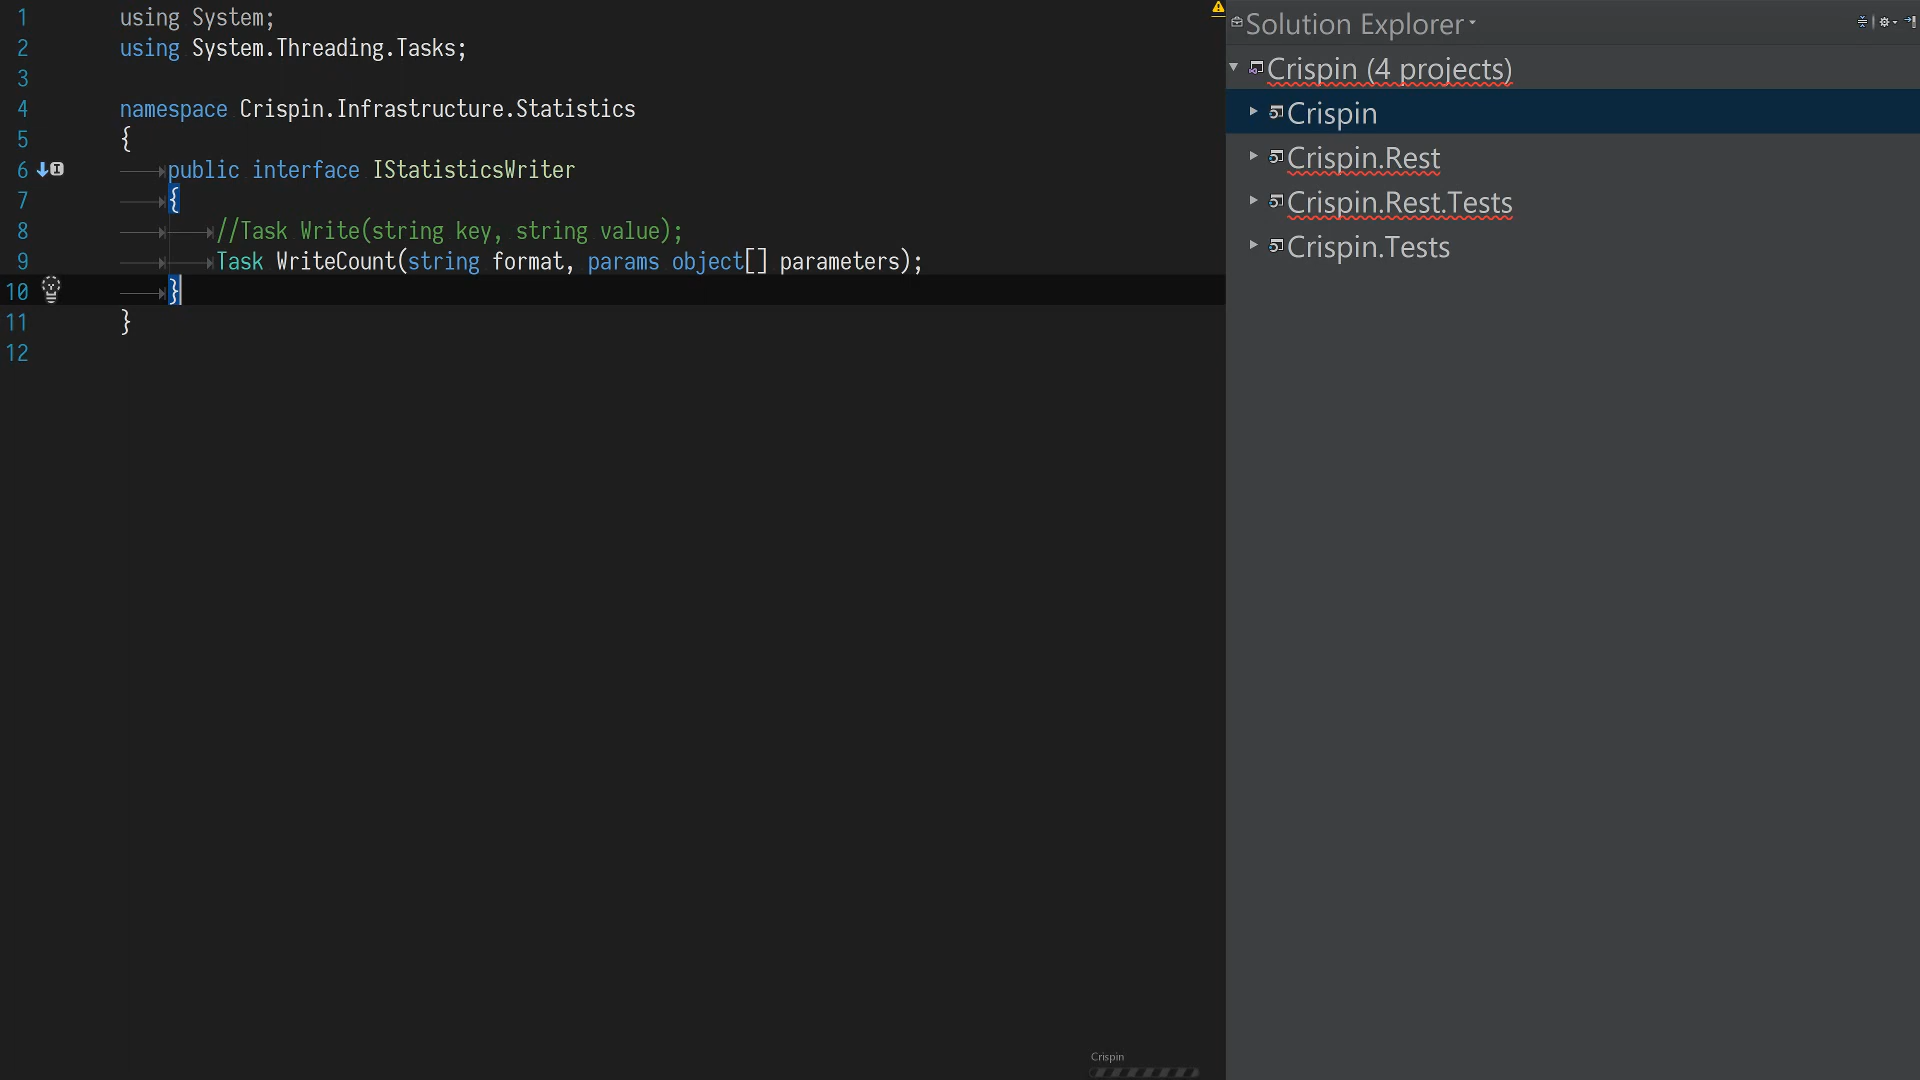 1 using System;
2 using System.Threading.Tasks;
3
4 namespace Crispin.Infrastructure.Statistics
5 {
6 public interface IStatisticsWriter
7 {
8 //Task Write(string key, string value);
9 Task WriteCount(string format, params object[] parameters);
10 }
11 }
12
Solution Explorer
Crispin (4 projects)
Crispin
Crispin.Rest
Crispin.Rest.Tests
Crispin.Tests
Crispin